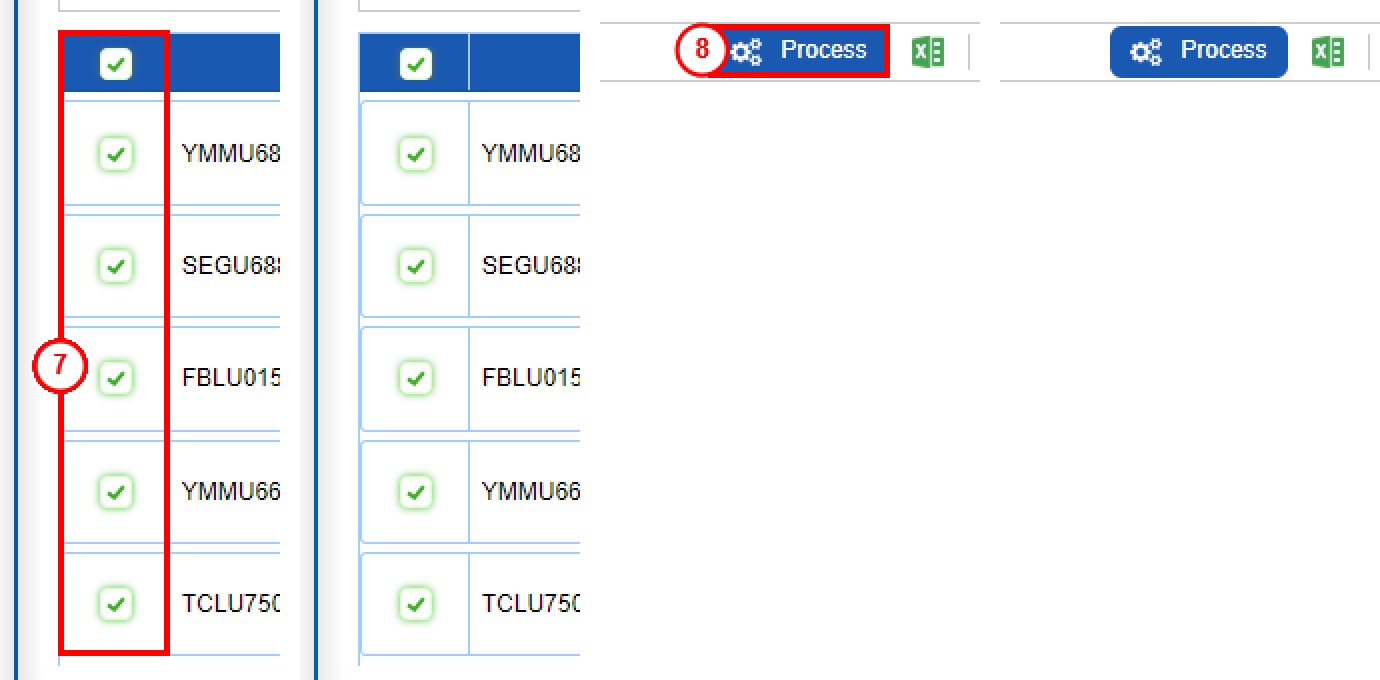 8 Process Process
YMMU68 YMMU68
SEGU68 SEGU68
7 FBLU015 FBLU015
YMMU66 YMMU66
TCLU750 TCLU750